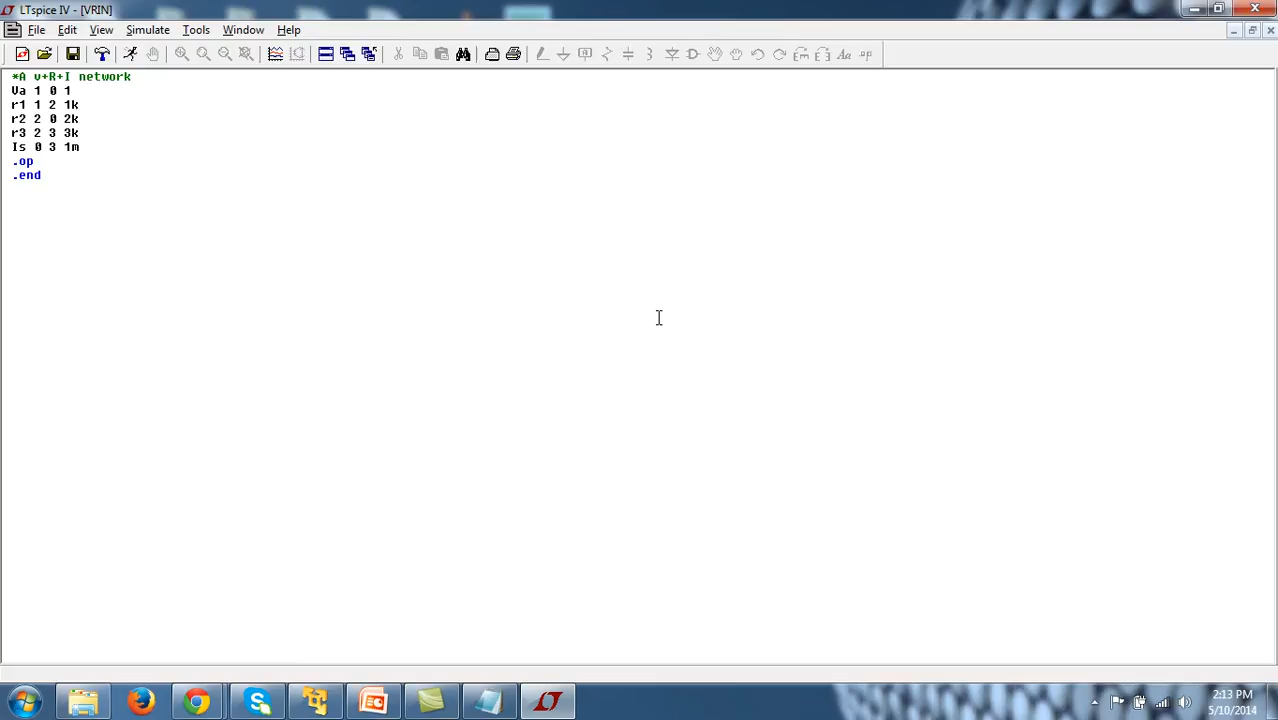 LTspice IV - [VRIN]
File Edit View Simulate Tools Window Help
*A v+R+I network
Va 1 0 1
r1 1 2 1k
r2 2 0 2k
r3 2 3 3k
Is 0 3 1m
.op
.end
2:13 PM
5/10/2014